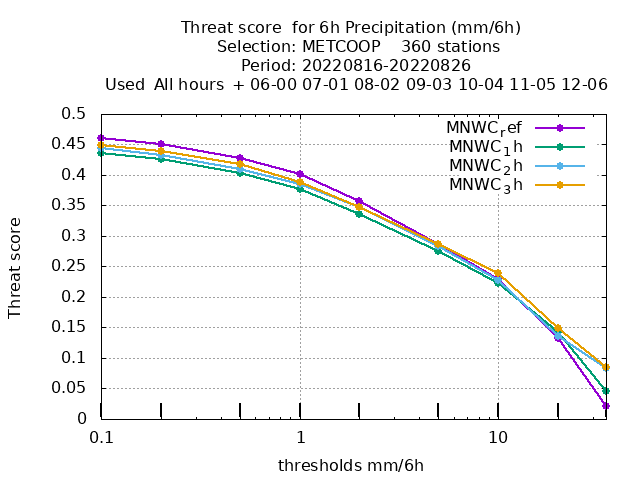 Threat score  for 6h Precipitation (mm/6h)
Selection: METCOOP    360 stations
Period: 20220816-20220826
Used  All hours  + 06-00 07-01 08-02 09-03 10-04 11-05 12-06
0.5
0.45
0.4
0.35
0.3
0.25
0.2
0.15
0.1
0.05
0
Threat score
MNWC_ref
MNWC_1h
MNWC_2h
MNWC_3h
0.1 1 10
thresholds mm/6h